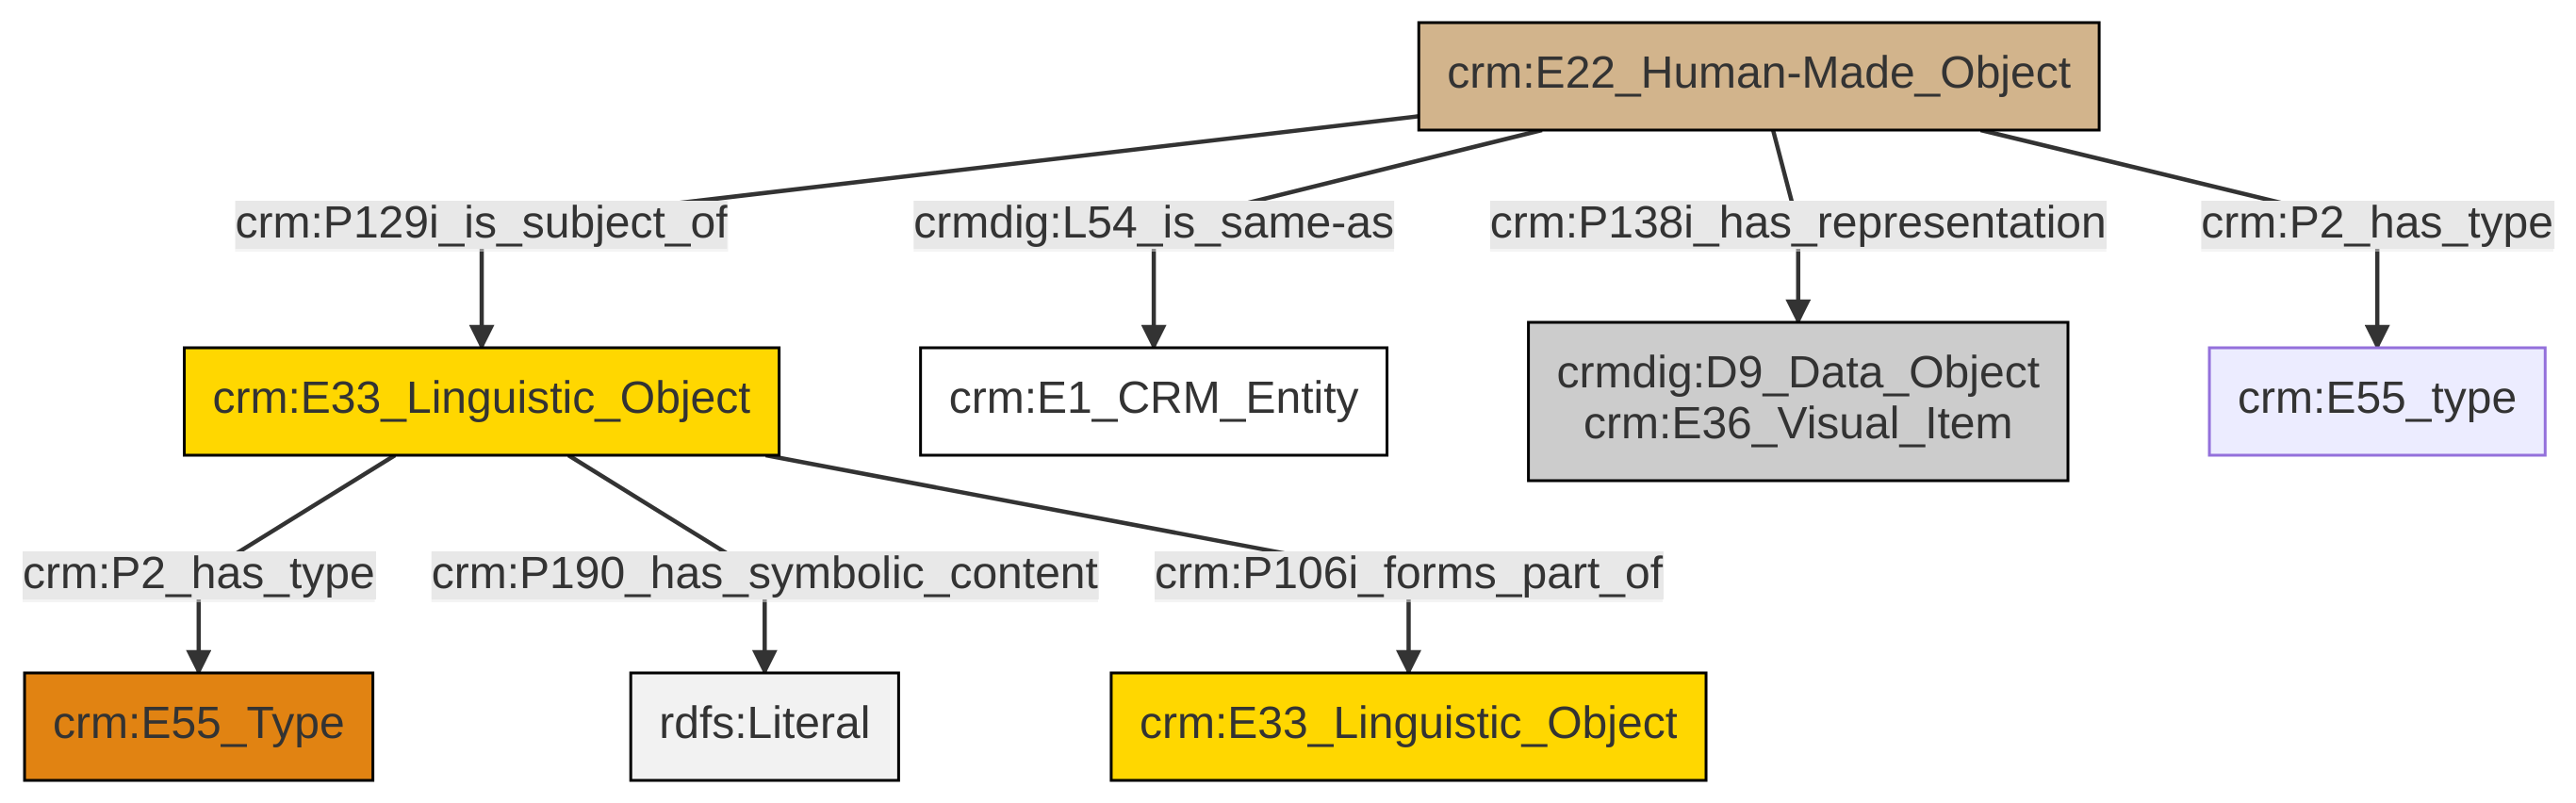 crm:E22_Human-Made_Object
crm:P129i_is_subject_of
crmdig:L54_is_same-as
crm:P138i_has_representation
crm:P2_has_type
crm:E33_Linguistic_Object
crm:E1_CRM_Entity
crmdig:D9_Data_Object
crm:E36_Visual_Item
crm:E55_type
crm:P2_has_type
crm:P190_has_symbolic_content
crm:P106i_forms_part_of
crm:E55_Type
rdfs:Literal
crm:E33_Linguistic_Object